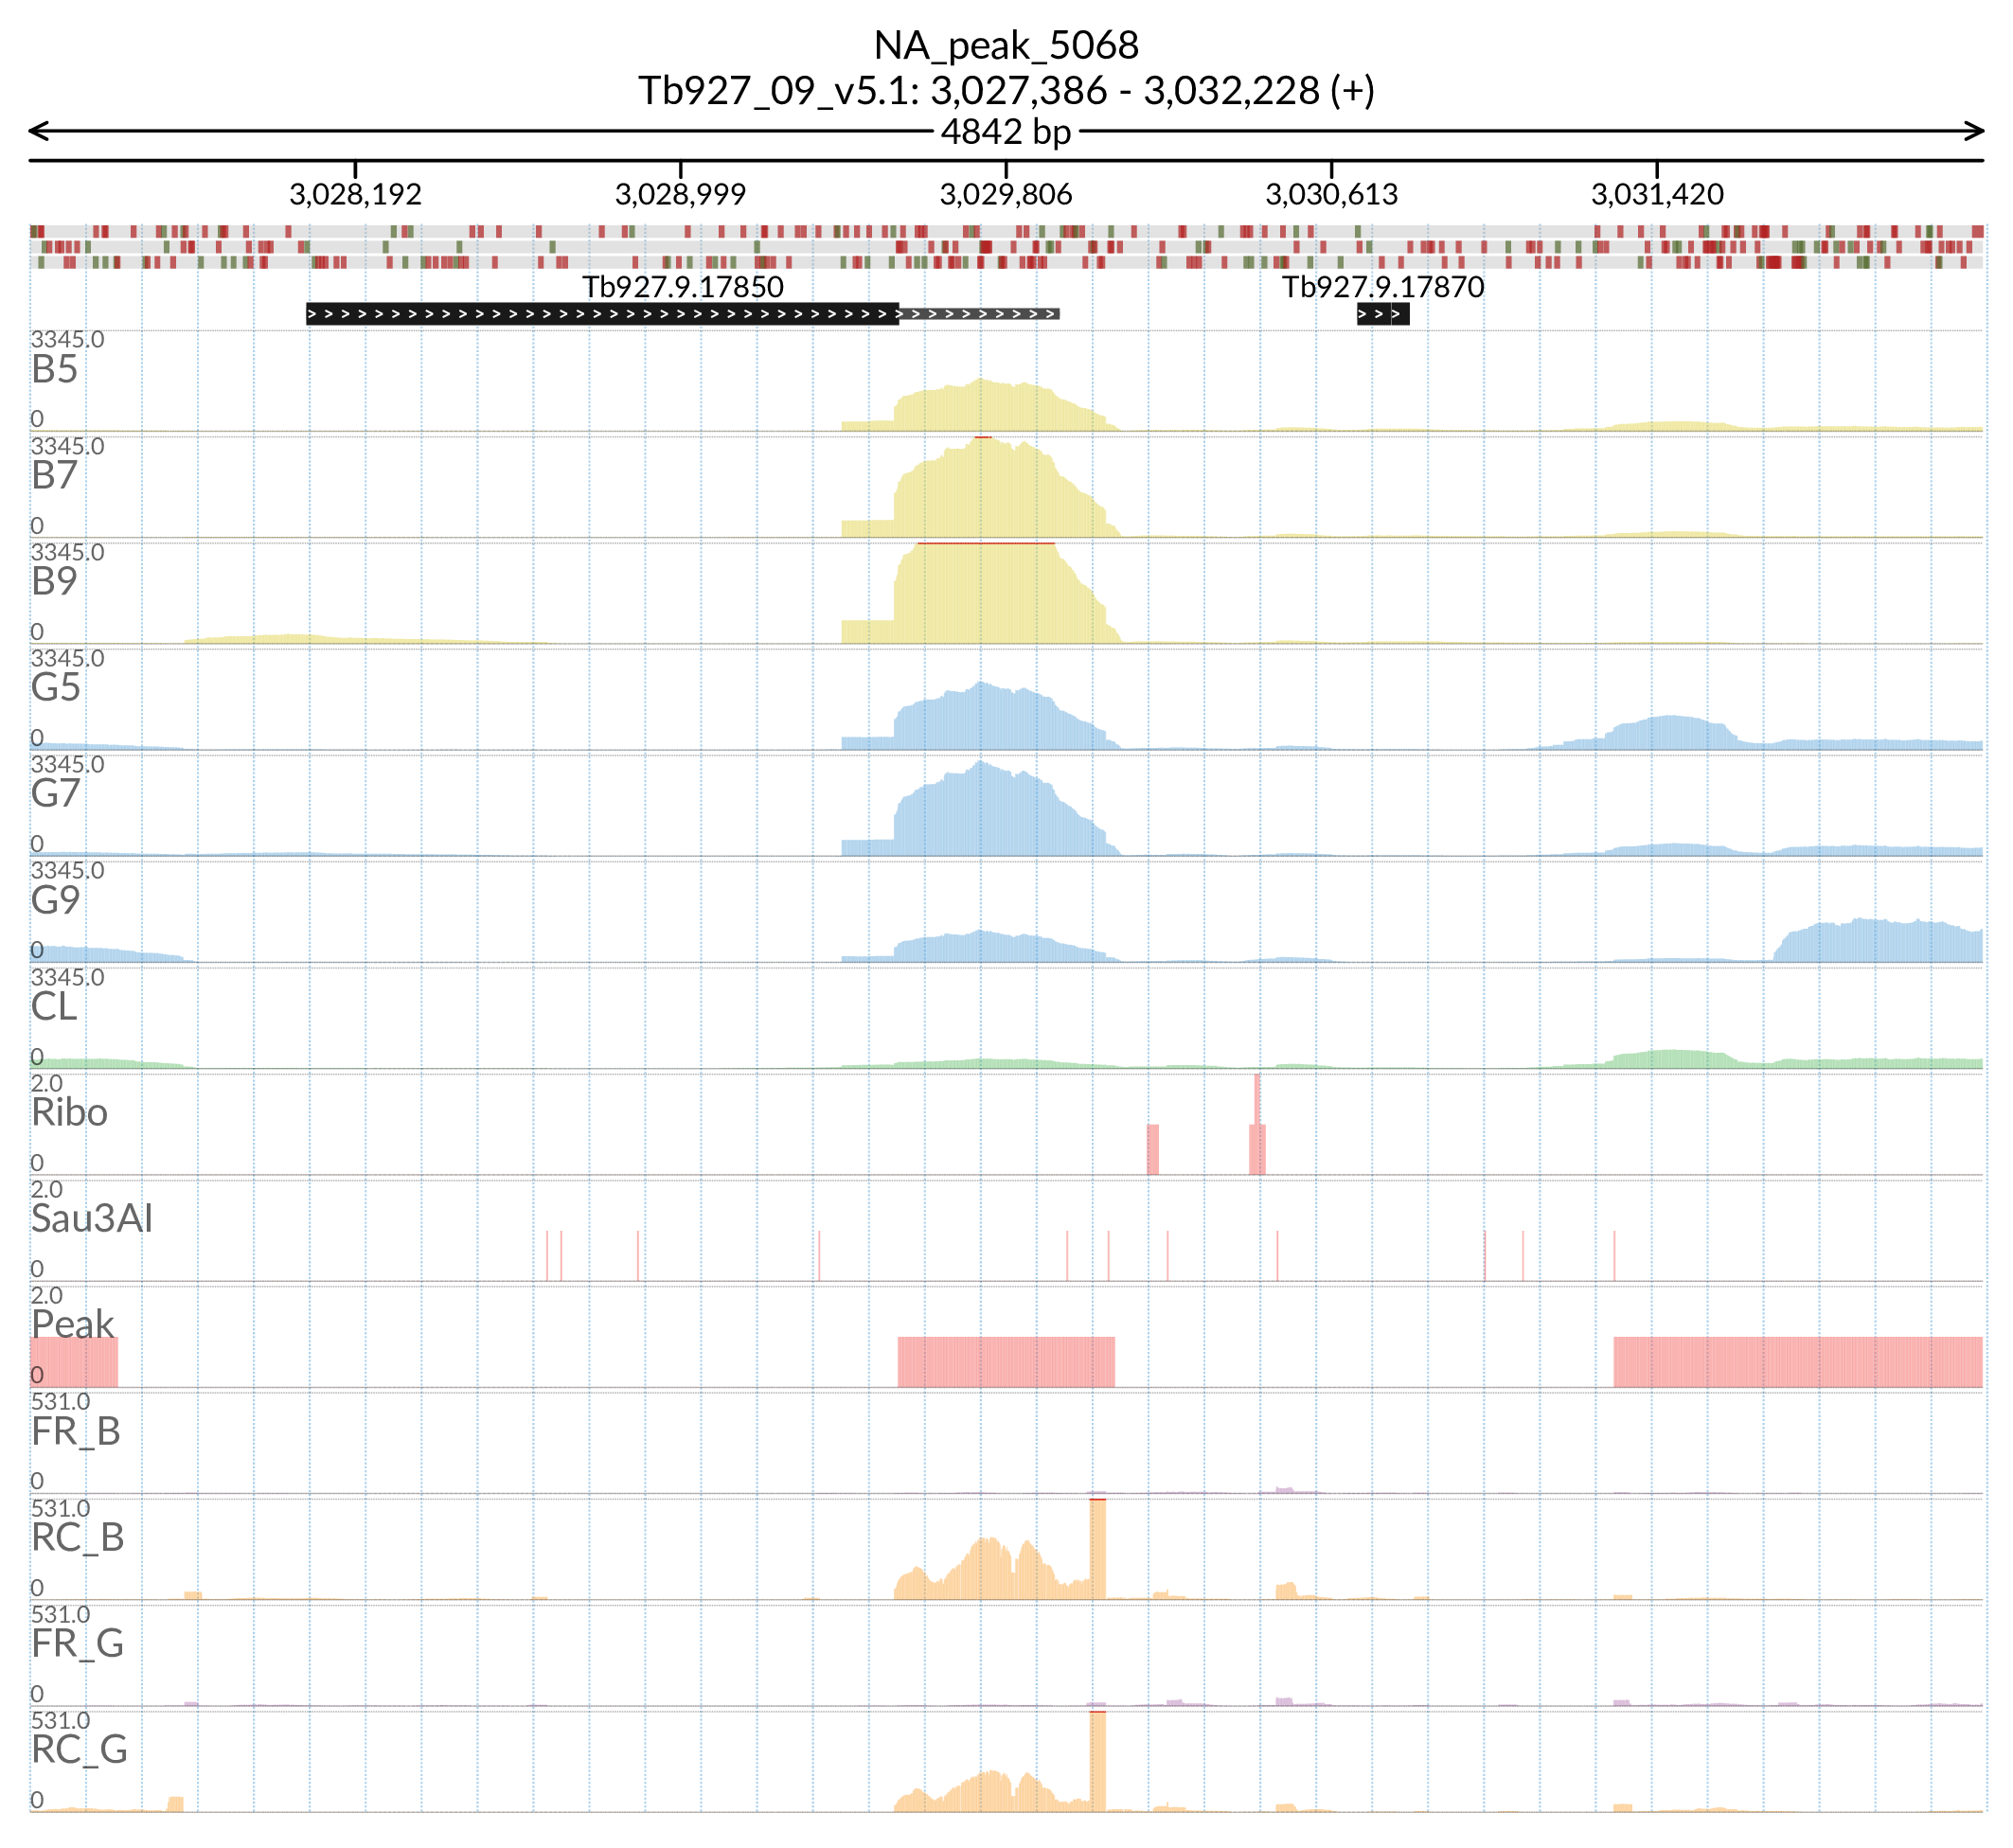 NA_peak_5068
Tb927_09_v5.1: 3,027,386 - 3,032,228 (+)
4842 bp
3,028,192 3,028,999 3,029,806 3,030,613 3,031,420
Tb927.9.17850 Tb927.9.17870
3345.0
B5
0
3345.0
B7
0
3345.0
B9
0
3345.0
G5
0
3345.0
G7
0
3345.0
G9
0
3345.0
CL
0
2.0
Ribo
0
2.0
Sau3AI
0
2.0
Peak
0
531.0
FR_B
0
531.0
RC_B
0
531.0
FR_G
0
531.0
RC_G
0